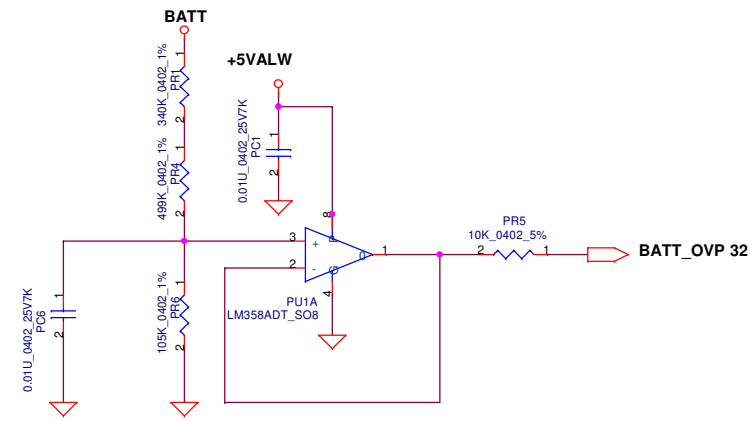 BATT
1
340K_0402_1%
PR1
2
1
499K_0402_1%
PR4
2
+5VALW
1
0.01U_0402_25V7K
PC1
2
8
3
+
2
-
P
G
0
1
4
PU1A
LM358ADT_SO8
PR5
10K_0402_5%
2
1
BATT_OVP 32
1
0.01U_0402_25V7K
PC6
2
1
105K_0402_1%
PR6
2